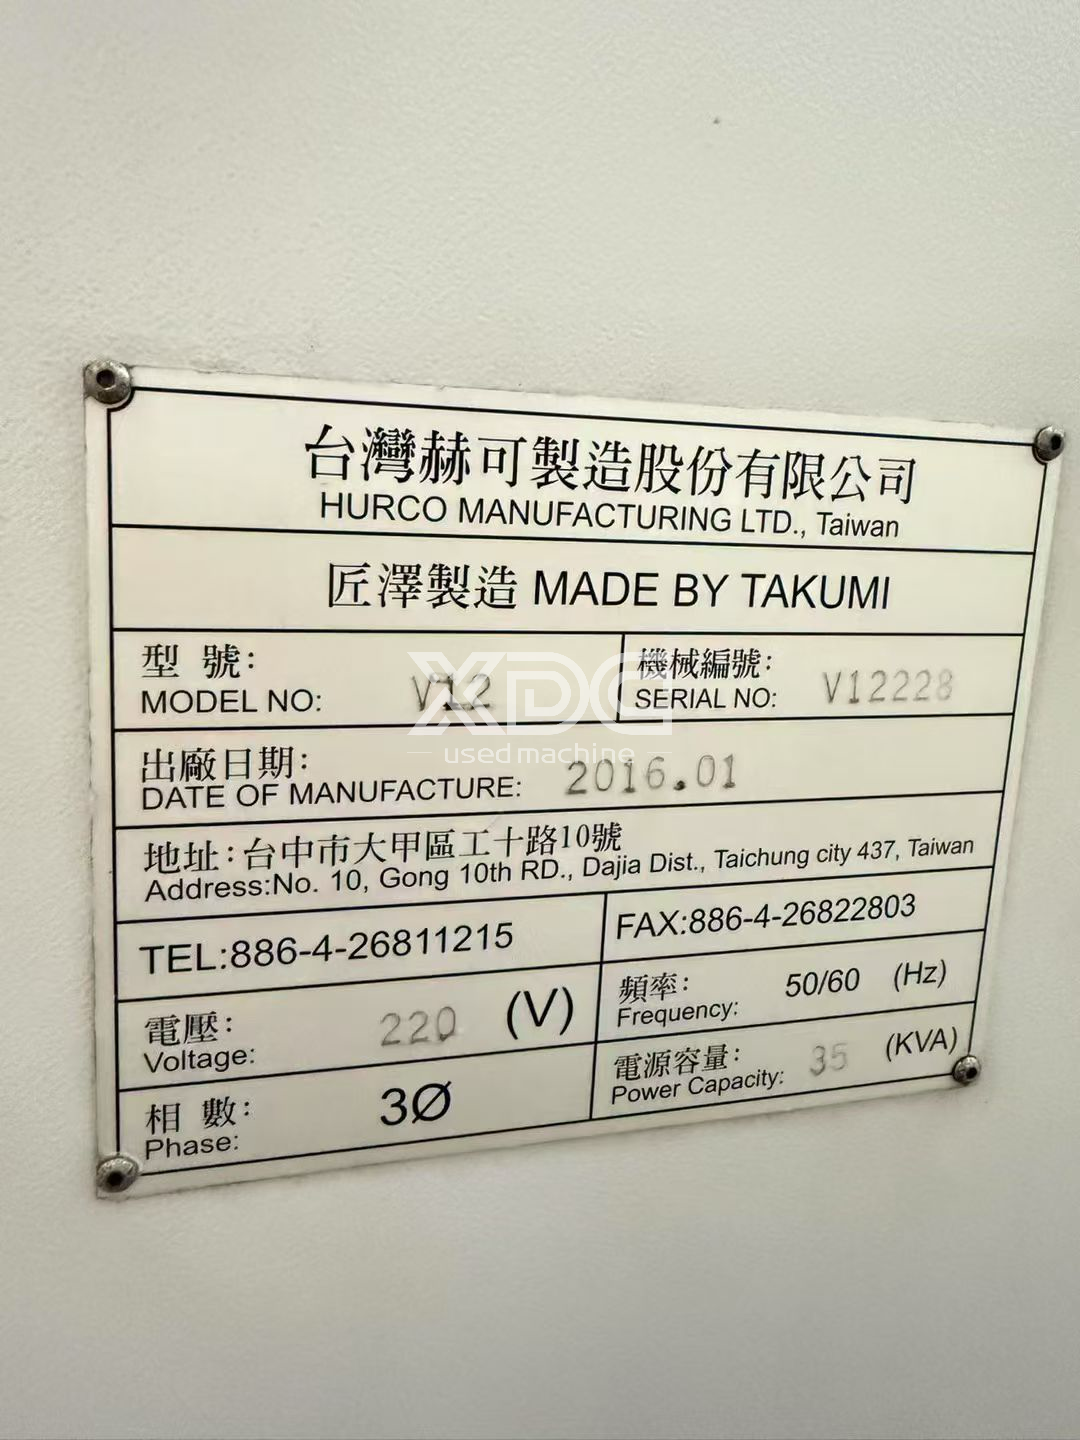 台灣赫可製造股份有限公司
HURCO MANUFACTURING LTD., Taiwan
匠澤製造 MADE BY TAKUMI
型 號:
MODEL NO: V12
機械編號:
SERIAL NO: V12228
XDG
used machine
出廠日期:
DATE OF MANUFACTURE: 2016.01
地址:台中市大甲區工十路10號
Address:No. 10, Gong 10th RD., Dajia Dist., Taichung city 437, Taiwan
TEL:886-4-26811215
FAX:886-4-26822803
電壓:
Voltage: 220 (V)
頻率:
Frequency: 50/60 (Hz)
相 數:
Phase: 3Ø
電源容量:
Power Capacity: 35 (KVA)